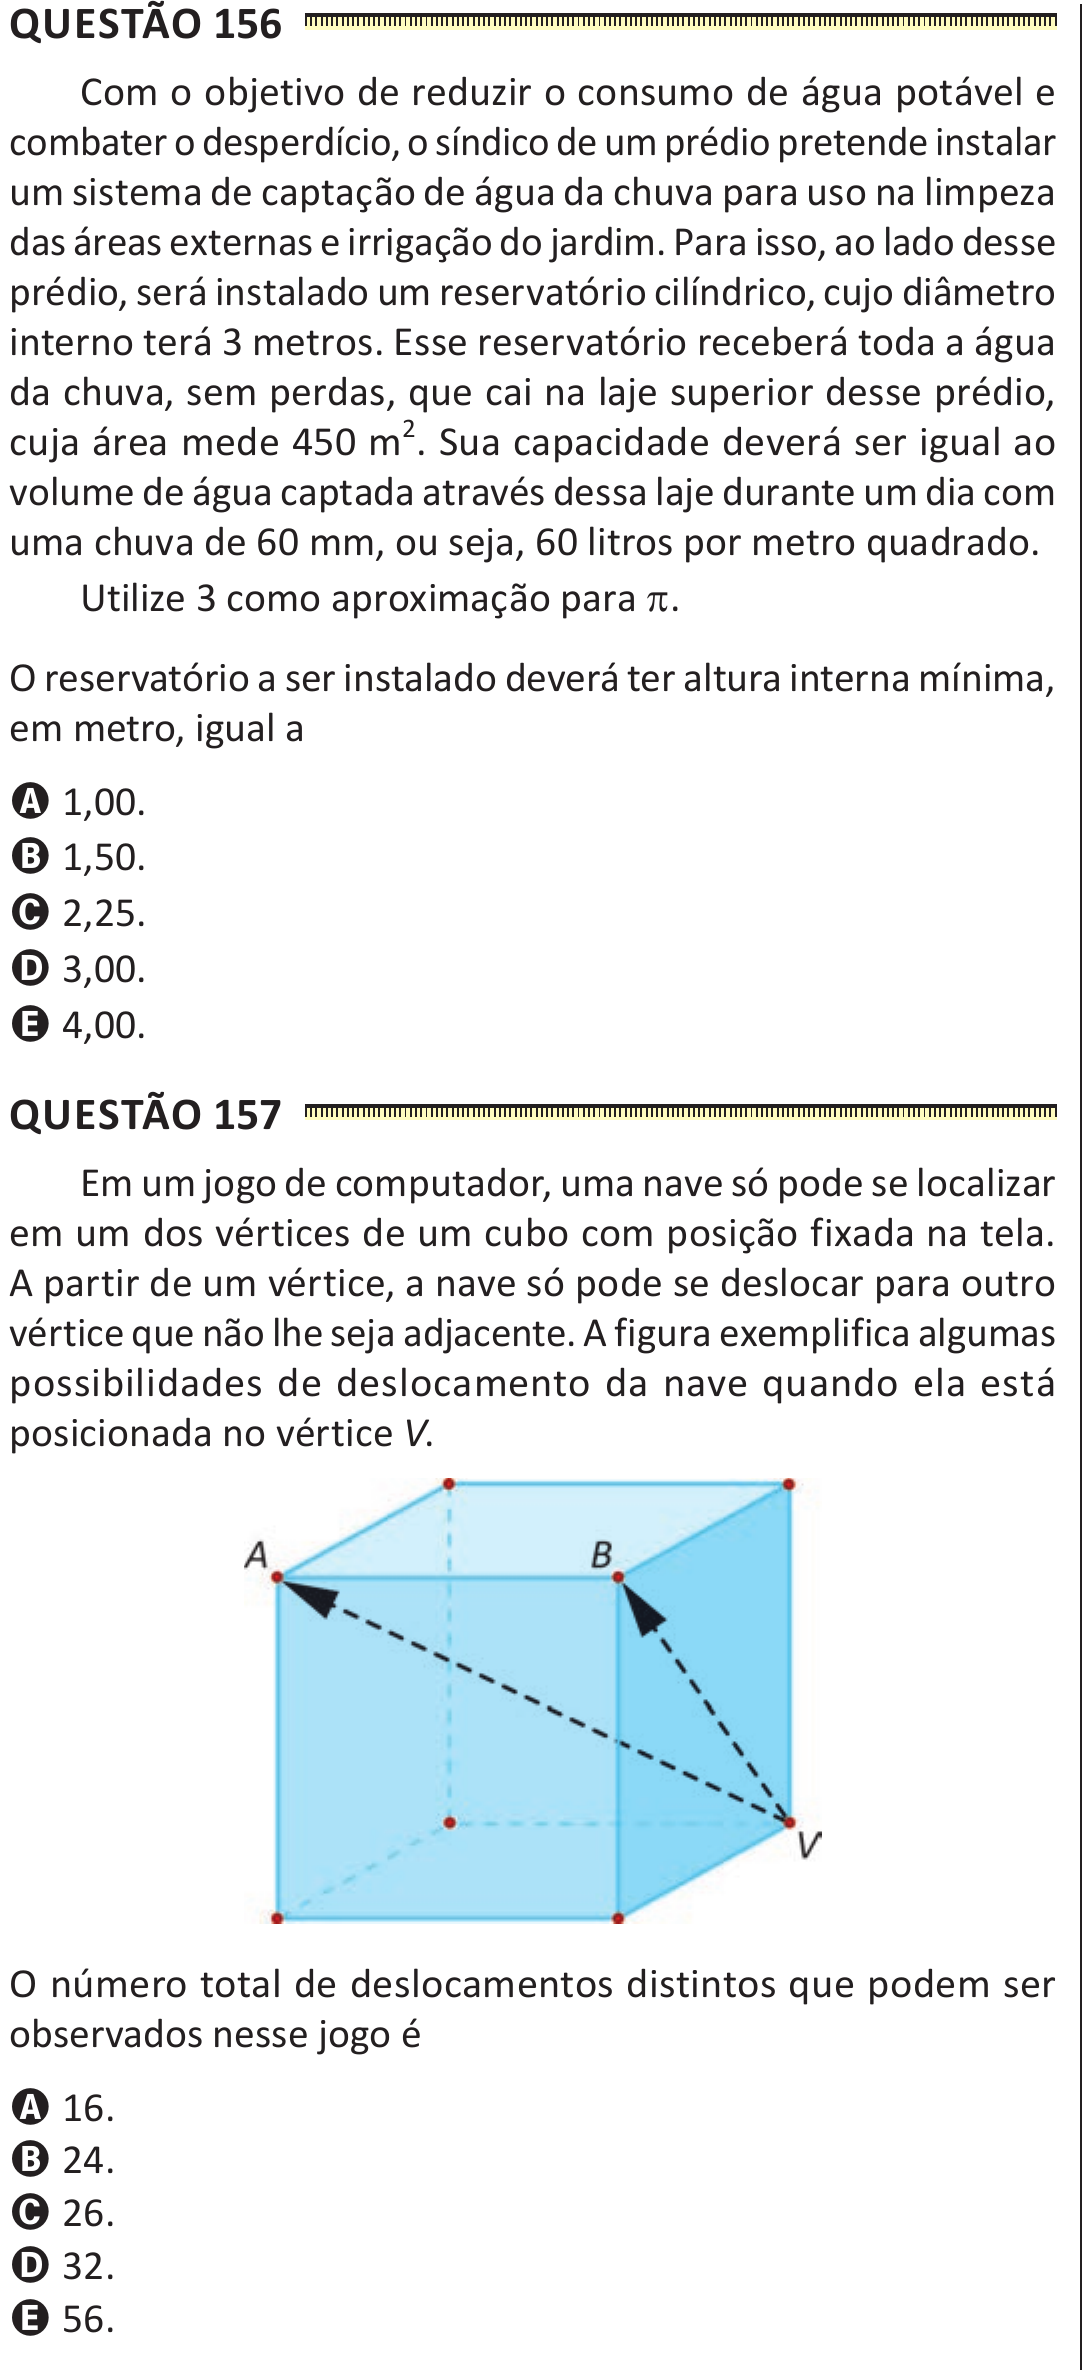 QUESTÃO 156
Com o objetivo de reduzir o consumo de água potável e
combater o desperdício, o síndico de um prédio pretende instalar
um sistema de captação de água da chuva para uso na limpeza
das áreas externas e irrigação do jardim. Para isso, ao lado desse
prédio, será instalado um reservatório cilíndrico, cujo diâmetro
interno terá 3 metros. Esse reservatório receberá toda a água
da chuva, sem perdas, que cai na laje superior desse prédio,
cuja área mede 450 m². Sua capacidade deverá ser igual ao
volume de água captada através dessa laje durante um dia com
uma chuva de 60 mm, ou seja, 60 litros por metro quadrado.
Utilize 3 como aproximação para π.
O reservatório a ser instalado deverá ter altura interna mínima,
em metro, igual a
A 1,00.
B 1,50.
C 2,25.
D 3,00.
E 4,00.
QUESTÃO 157
Em um jogo de computador, uma nave só pode se localizar
em um dos vértices de um cubo com posição fixada na tela.
A partir de um vértice, a nave só pode se deslocar para outro
vértice que não lhe seja adjacente. A figura exemplifica algumas
possibilidades de deslocamento da nave quando ela está
posicionada no vértice V.
A B
V
O número total de deslocamentos distintos que podem ser
observados nesse jogo é
A 16.
B 24.
C 26.
D 32.
E 56.